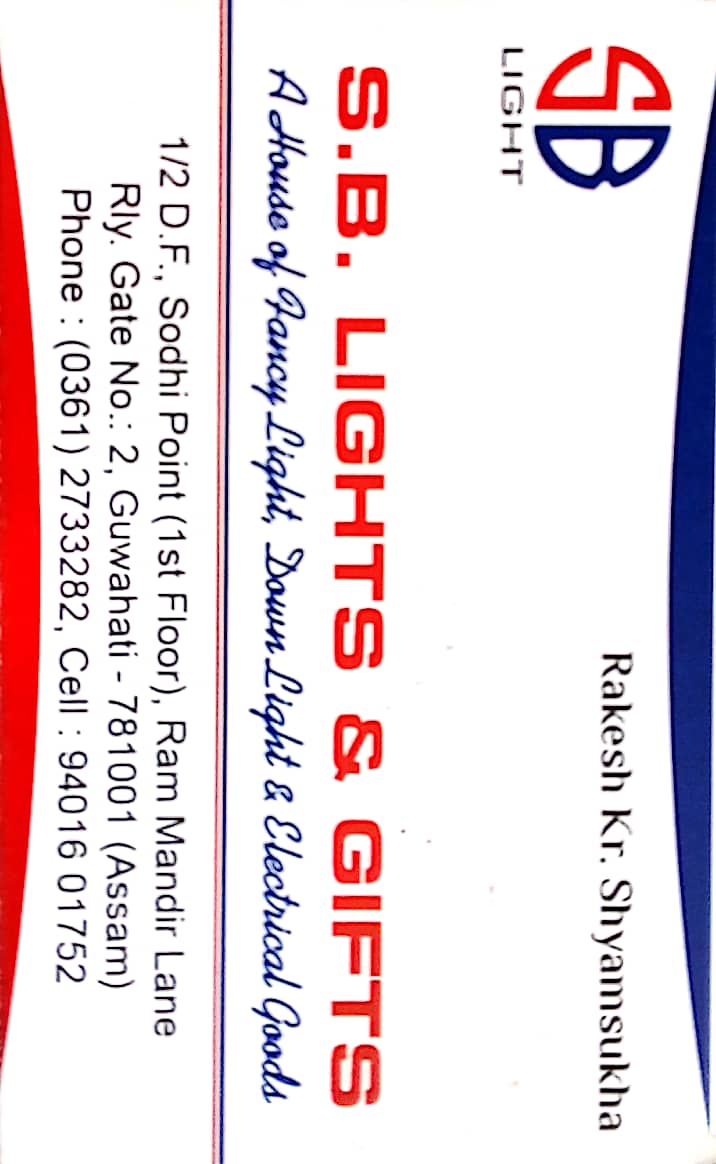 SB
LIGHT
Rakesh Kr. Shyamsukha
S.B. LIGHTS & GIFTS
A House of Fancy Light, Down Light & Electrical Goods
1/2 D.F., Sodhi Point (1st Floor), Ram Mandir Lane
Rly. Gate No.: 2, Guwahati - 781001 (Assam)
Phone : (0361) 2733282, Cell : 94016 01752